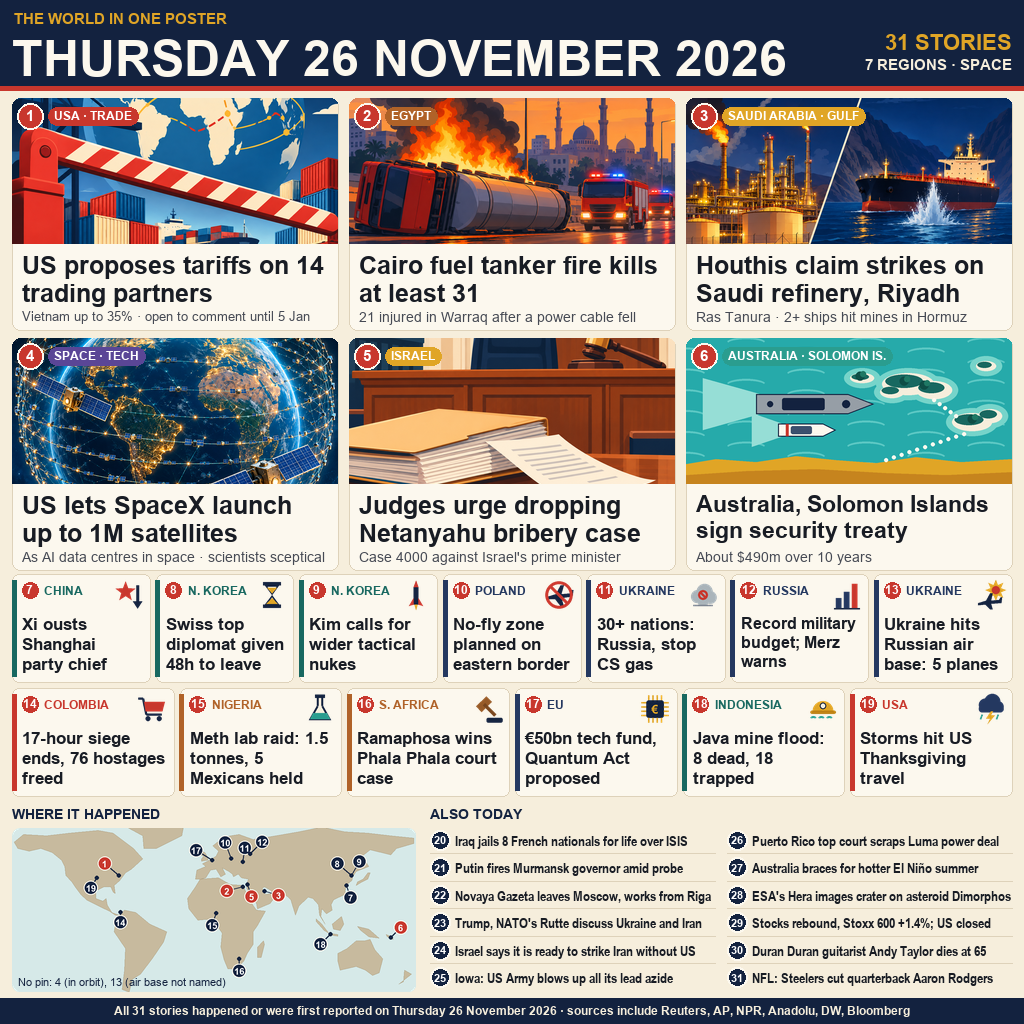 THE WORLD IN ONE POSTER
THURSDAY 26 NOVEMBER 2026
31 STORIES
7 REGIONS · SPACE
1 USA · TRADE
US proposes tariffs on 14
trading partners
Vietnam up to 35% · open to comment until 5 Jan
2 EGYPT
Cairo fuel tanker fire kills
at least 31
21 injured in Warraq after a power cable fell
3 SAUDI ARABIA · GULF
Houthis claim strikes on
Saudi refinery, Riyadh
Ras Tanura · 2+ ships hit mines in Hormuz
4 SPACE · TECH
US lets SpaceX launch
up to 1M satellites
As AI data centres in space · scientists sceptical
5 ISRAEL
Judges urge dropping
Netanyahu bribery case
Case 4000 against Israel's prime minister
6 AUSTRALIA · SOLOMON IS.
Australia, Solomon Islands
sign security treaty
About $490m over 10 years
7 CHINA
Xi ousts
Shanghai
party chief
8 N. KOREA
Swiss top
diplomat given
48h to leave
9 N. KOREA
Kim calls for
wider tactical
nukes
10 POLAND
No-fly zone
planned on
eastern border
11 UKRAINE
30+ nations:
Russia, stop
CS gas
12 RUSSIA
Record military
budget; Merz
warns
13 UKRAINE
Ukraine hits
Russian air
base: 5 planes
14 COLOMBIA
17-hour siege
ends, 76 hostages
freed
15 NIGERIA
Meth lab raid: 1.5
tonnes, 5
Mexicans held
16 S. AFRICA
Ramaphosa wins
Phala Phala court
case
17 EU
€
€50bn tech fund,
Quantum Act
proposed
18 INDONESIA
Java mine flood:
8 dead, 18
trapped
19 USA
Storms hit US
Thanksgiving
travel
WHERE IT HAPPENED
17
10
11
12
1
8
9
19
2
5
3
7
14
15
6
18
16
No pin: 4 (in orbit), 13 (air base not named)
ALSO TODAY
20 Iraq jails 8 French nationals for life over ISIS
21 Putin fires Murmansk governor amid probe
22 Novaya Gazeta leaves Moscow, works from Riga
23 Trump, NATO's Rutte discuss Ukraine and Iran
24 Israel says it is ready to strike Iran without US
25 Iowa: US Army blows up all its lead azide
26 Puerto Rico top court scraps Luma power deal
27 Australia braces for hotter El Niño summer
28 ESA's Hera images crater on asteroid Dimorphos
29 Stocks rebound, Stoxx 600 +1.4%; US closed
30 Duran Duran guitarist Andy Taylor dies at 65
31 NFL: Steelers cut quarterback Aaron Rodgers
All 31 stories happened or were first reported on Thursday 26 November 2026 · sources include Reuters, AP, NPR, Anadolu, DW, Bloomberg